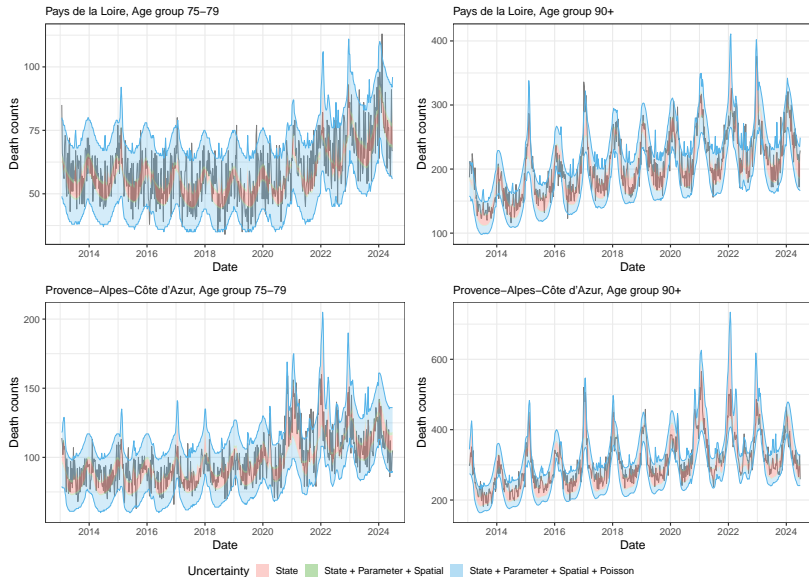 Pays de la Loire, Age group 75−79
Pays de la Loire, Age group 90+
Death counts
100
75
50
2014 2016 2018 2020 2022 2024
Date
Death counts
400
300
200
100
2014 2016 2018 2020 2022 2024
Date
Provence−Alpes−Côte d'Azur, Age group 75−79
Provence−Alpes−Côte d'Azur, Age group 90+
Death counts
200
150
100
2014 2016 2018 2020 2022 2024
Date
Death counts
600
400
200
2014 2016 2018 2020 2022 2024
Date
Uncertainty State State + Parameter + Spatial State + Parameter + Spatial + Poisson